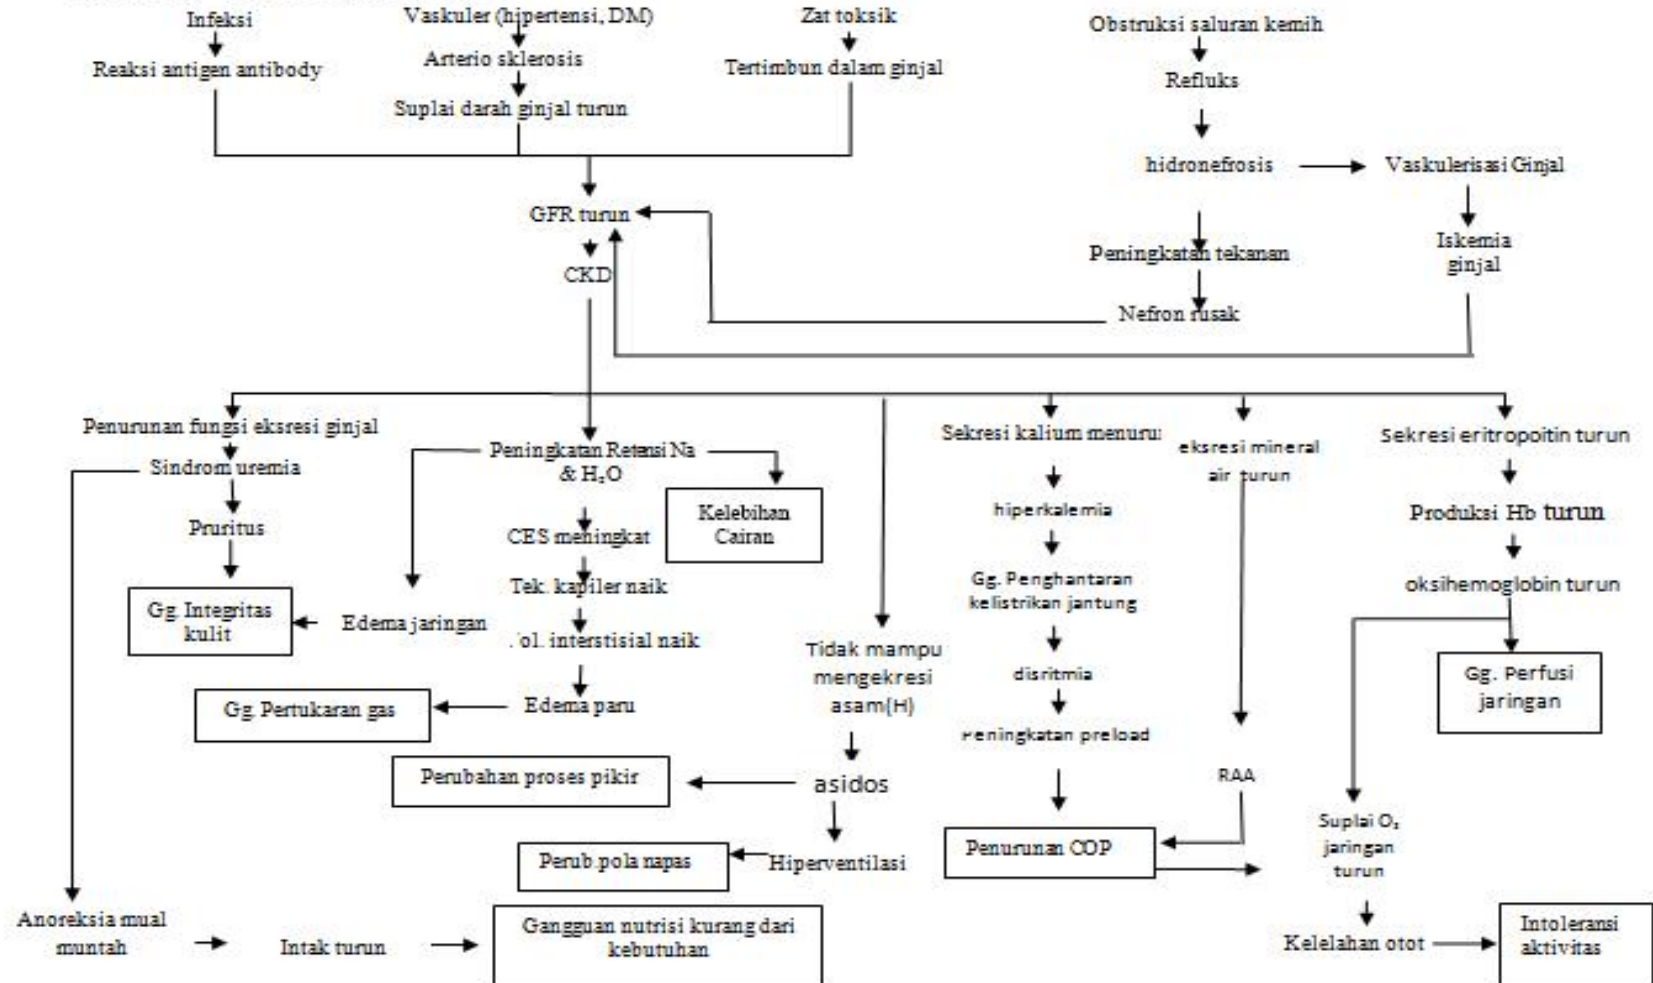 Infeksi
Vaskuler (hipertensi, DM)
Zat toksik
Obstruksi saluran kemih
Reaksi antigen antibody
Arterio sklerosis
Tertimbun dalam ginjal
Refluks
Suplai darah ginjal turun
hidronefrosis
Vaskulerisasi Ginjal
GFR turun
Peningkatan tekanan
Iskemia
ginjal
CKD
Nefron rusak
Penurunan fungsi eksresi ginjal
Sindrom uremia
Pruritus
Gg. Integritas
kulit
Edema jaringan
Peningkatan Retensi Na
& H₂O
Kelebihan
Cairan
CES meningkat
Tek. kapiler naik
interstisial naik
Edema paru
Gg. Pertukaran gas
Tidak mampu
mengekresi
asam(H)
asidos
Perubahan proses pikir
Hiperventilasi
Perub.pola napas
Sekresi kalium
hiperkalemia
Gg. Penghantaran
kelistrikan jantung
disritmia
preload
Penurunan COP
eksresi mineral
air turun
RAA
Sekresi eritropoitin turun
Produksi Hb turun
oksihemoglobin turun
Gg. Perfusi
jaringan
Suplai O₂
jaringan
turun
Kelelahan otot
Intoleransi
aktivitas
Anoreksia mual
muntah
Intak turun
Gangguan nutrisi kurang dari
kebutuhan